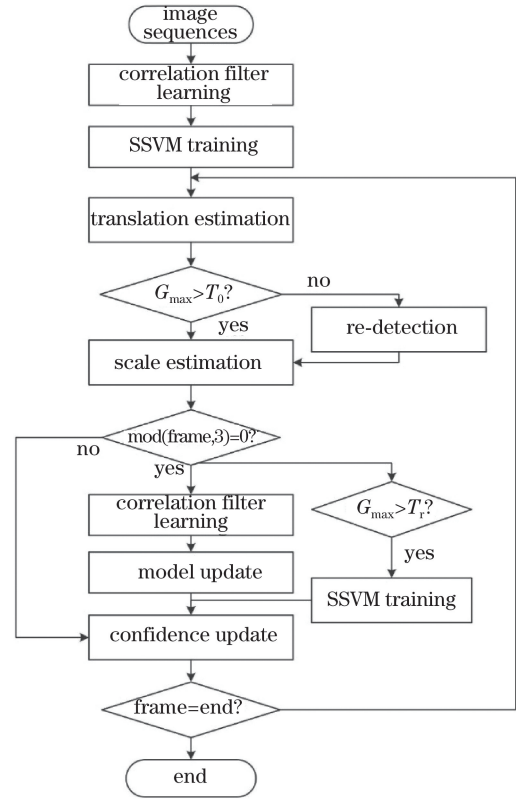 image
sequences
correlation filter
learning
SSVM training
translation estimation
Gmax>T0?
no
yes
re-detection
scale estimation
mod(frame,3)=0?
no
yes
correlation filter
learning
Gmax>Tr?
yes
model update
SSVM training
confidence update
frame=end?
end